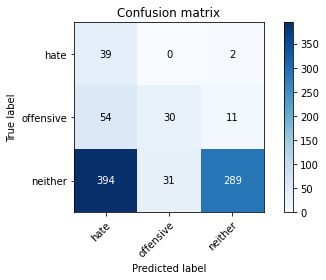 Confusion matrix
hate 39 0 2
offensive 54 30 11
neither 394 31 289
True label
hate offensive neither
Predicted label
350
300
250
200
150
100
50
0